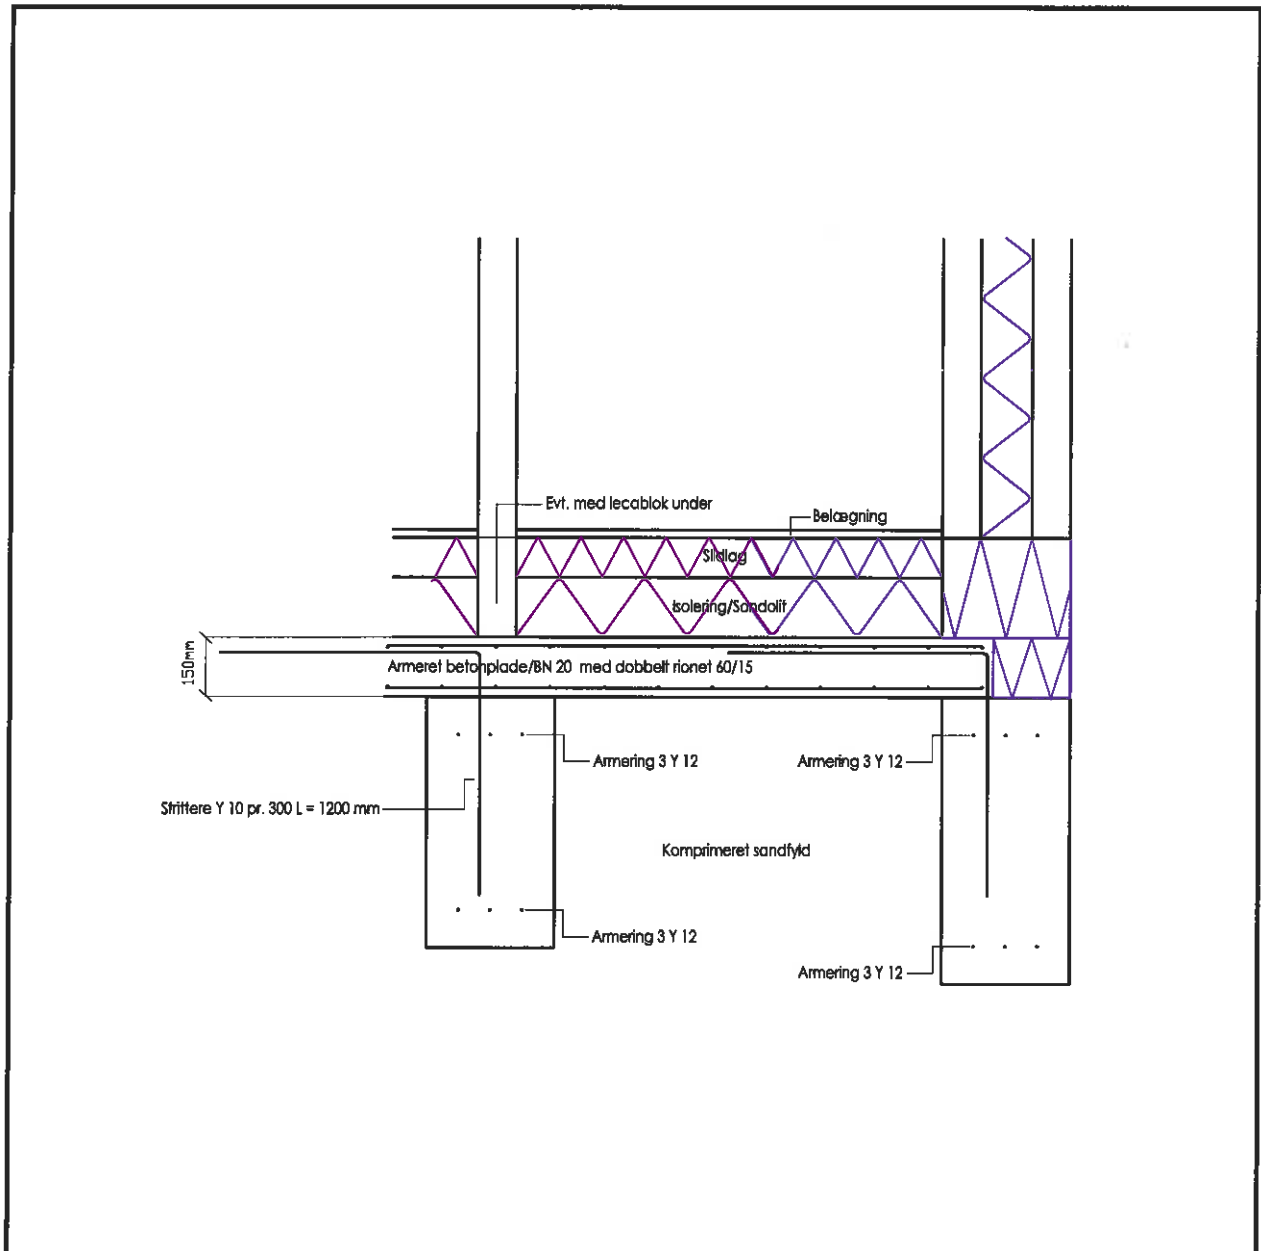 Evt. med lecablok under
Belægning
Slidlag
Isolering/Sandolit
150mm
Armeret betonplade/BN 20 med dobbelt rionet 60/15
Armering 3 Y 12
Armering 3 Y 12
Strittere Y 10 pr. 300 L = 1200 mm
Komprimeret sandfyld
Armering 3 Y 12
Armering 3 Y 12